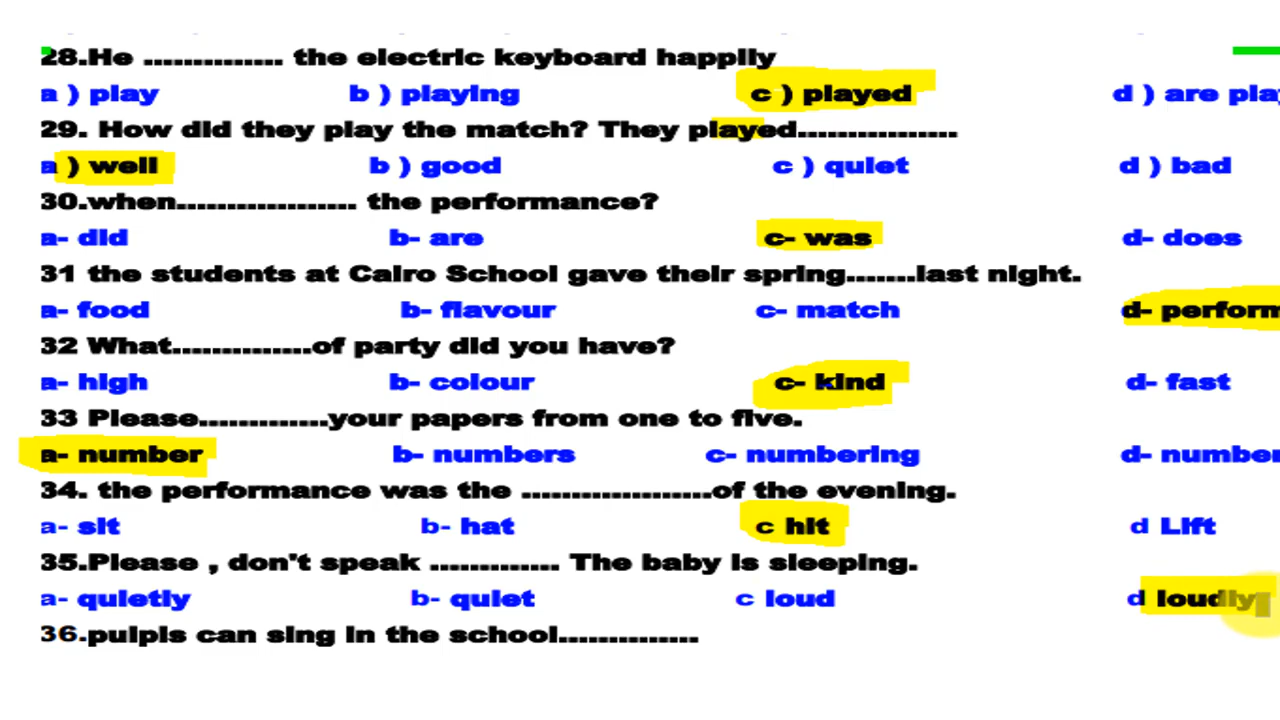 28.He .............. the electric keyboard happily
a ) play b ) playing c ) played d ) are
29. How did they play the match? They played................
a ) well b ) good c ) quiet d ) bad
30.when.................. the performance?
a- did b- are c- was d- does
31 the students at Cairo School gave their spring.......last night.
a- food b- flavour c- match d-
32 What..............of party did you have?
a- high b- colour c- kind d- fast
33 Please.............your papers from one to five.
a- number b- numbers c- numbering d-
34. the performance was the ...................of the evening.
a- sit b- hat c hit d Lift
35.Please , don't speak ............. The baby is sleeping.
a- quietly b- quiet c loud d loudly
36.pulpis can sing in the school..............